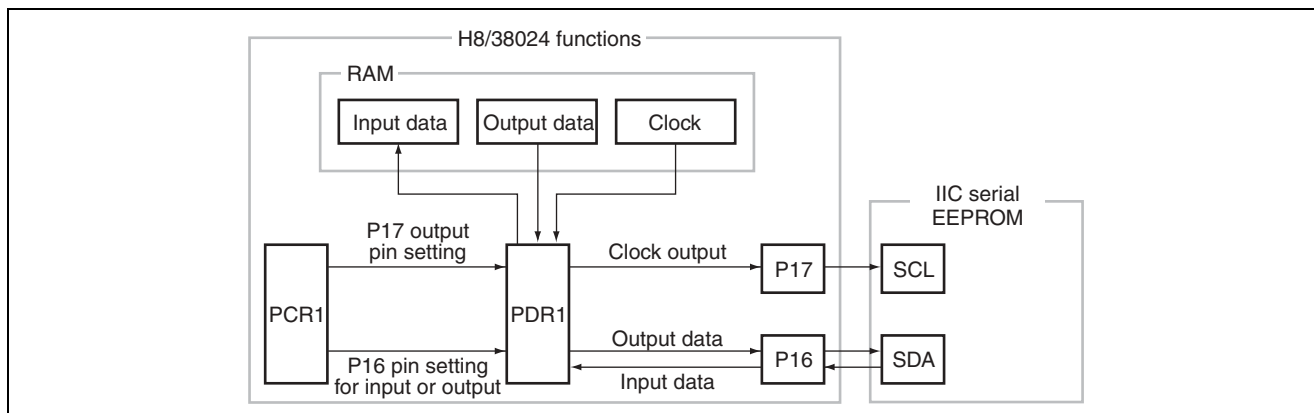 H8/38024 functions
RAM
Input data
Output data
Clock
IIC serial
EEPROM
P17 output
pin setting
Clock output
P17
SCL
PCR1
PDR1
Output data
P16
SDA
P16 pin setting
for input or output
Input data